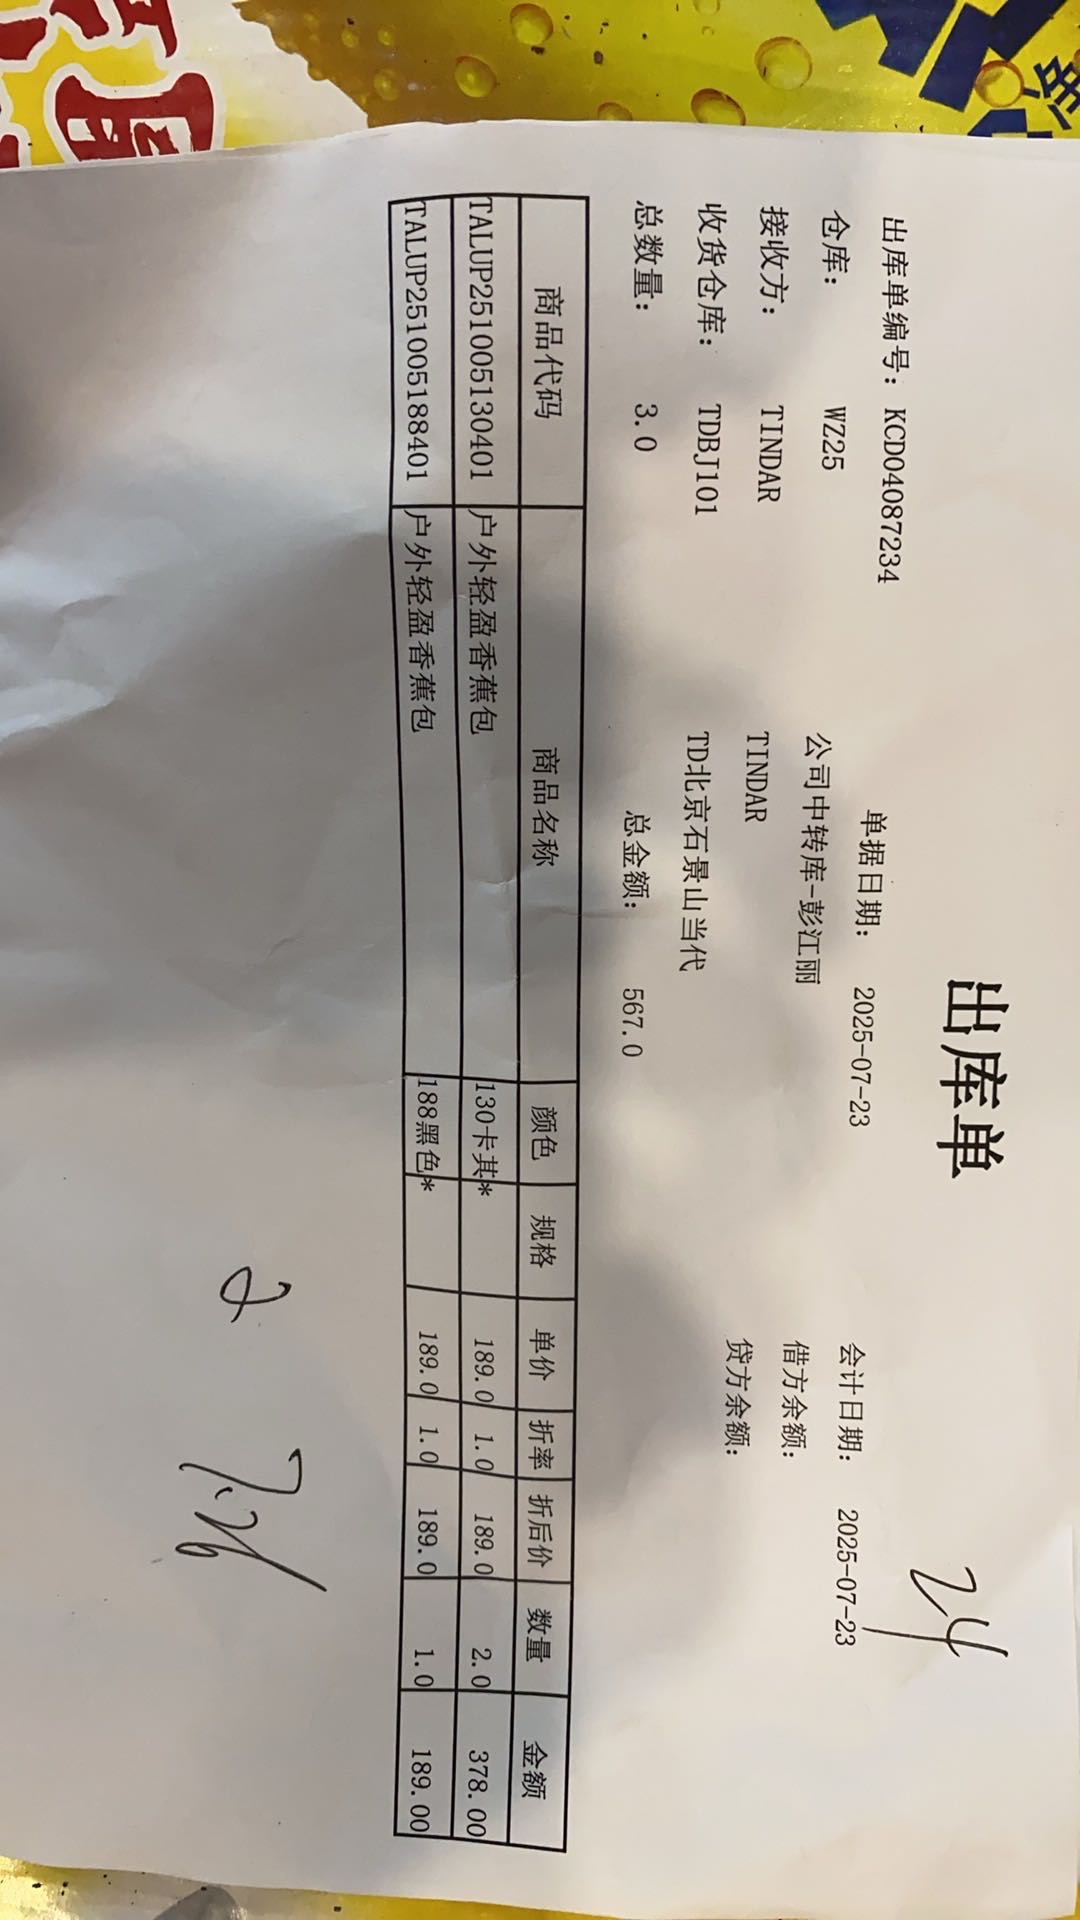 出库单
24
出库单编号: KCD04087234 单据日期: 2025-07-23 会计日期: 2025-07-23
仓库: WZ25 公司中转库-彭江丽 借方余额:
接收方: TINDAR TINDAR 贷方余额:
收货仓库: TDBJ101 TD北京石景山当代
总数量: 3.0 总金额: 567.0
商品代码 商品名称 颜色 规格 单价 折率 折后价 数量 金额
TALUP251005130401 户外轻盈香蕉包 130卡其* 189.0 1.0 189.0 2.0 378.00
TALUP251005188401 户外轻盈香蕉包 188黑色* 189.0 1.0 189.0 1.0 189.00
7.26